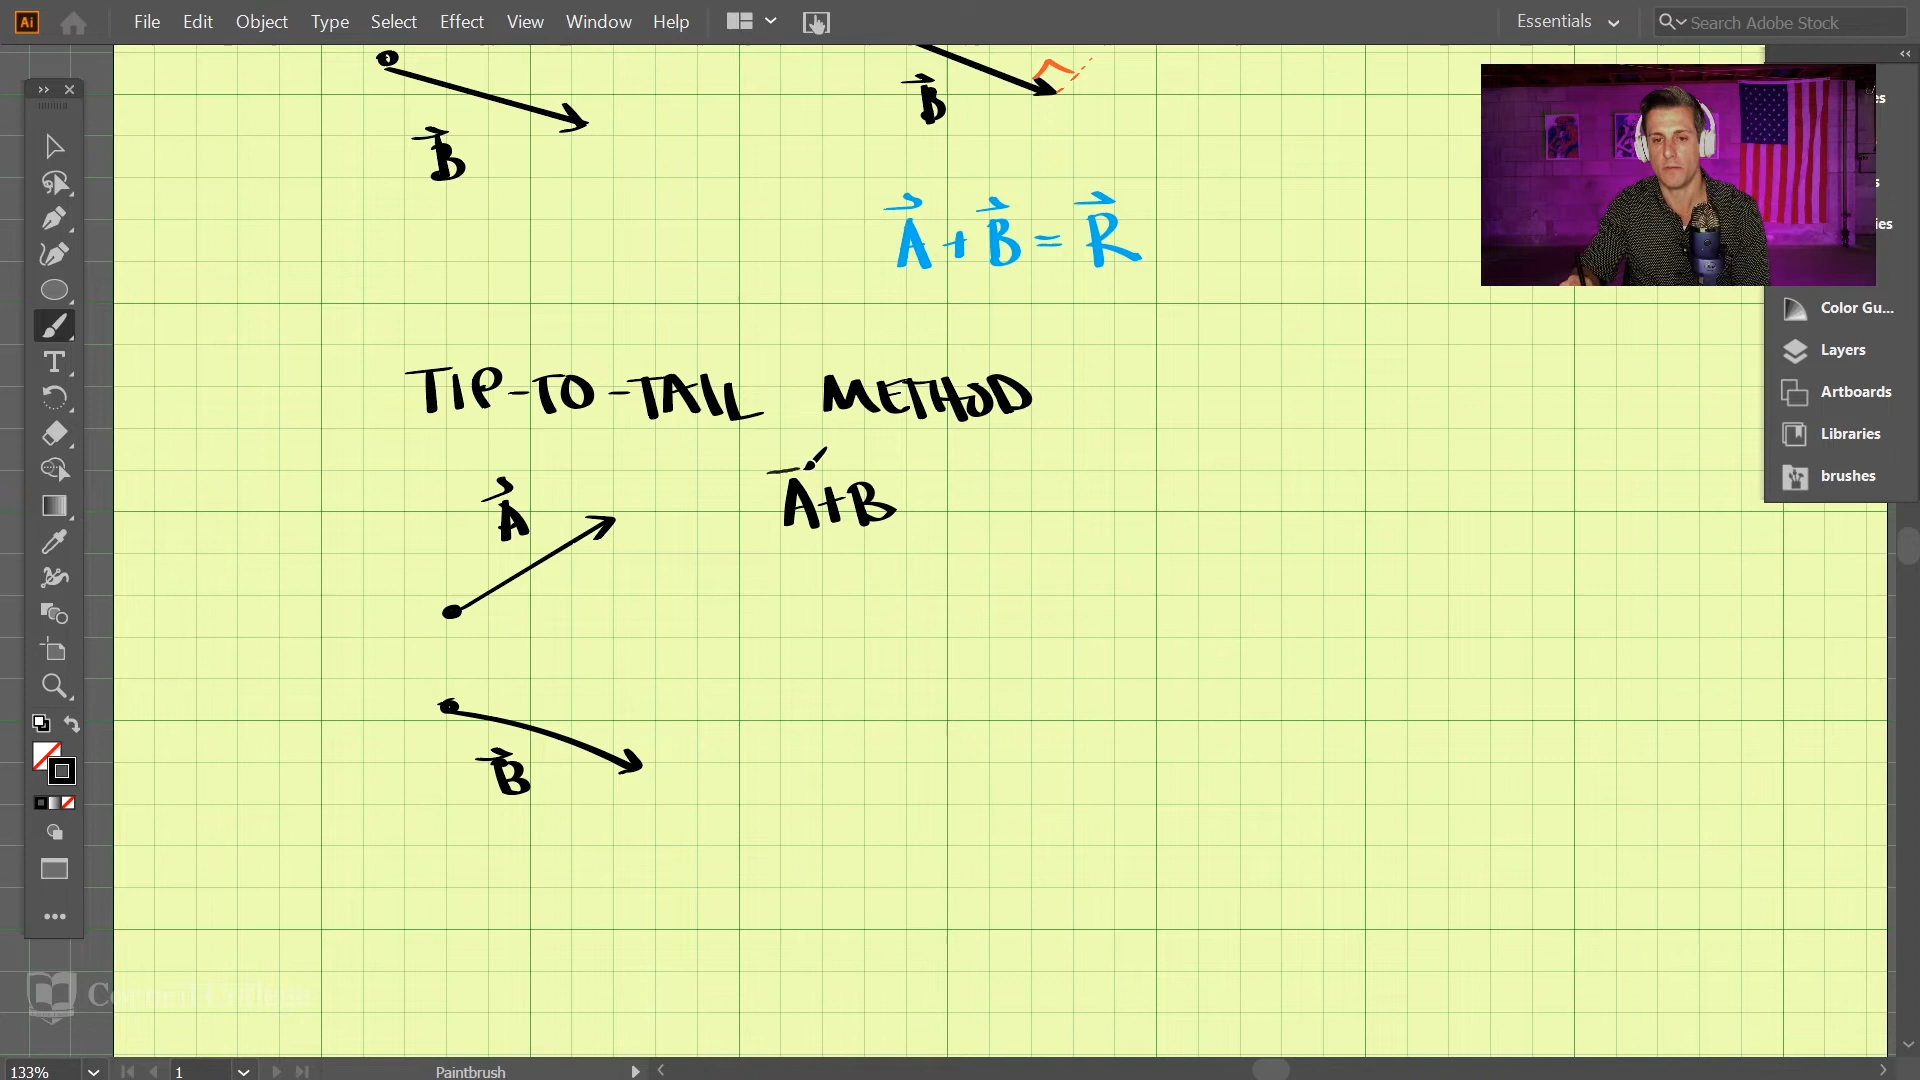 Ai File Edit Object Type Select Effect View Window Help Essentials Search Adobe Stock
B
B
A + B = R
Color Gu...
Layers
Artboards
Libraries
brushes
TIP-TO-TAIL METHOD
A
A+B
B
133% 1 Paintbrush